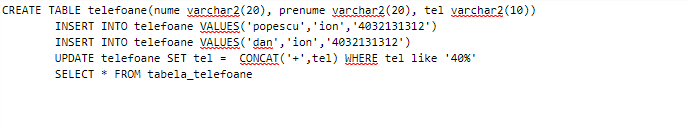 CREATE TABLE telefoane(nume varchar2(20), prenume varchar2(20), tel varchar2(10))
INSERT INTO telefoane VALUES('popescu','ion','4032131312')
INSERT INTO telefoane VALUES('dan','ion','4032131312')
UPDATE telefoane SET tel =  CONCAT('+',tel) WHERE tel like '40%'
SELECT * FROM tabela_telefoane